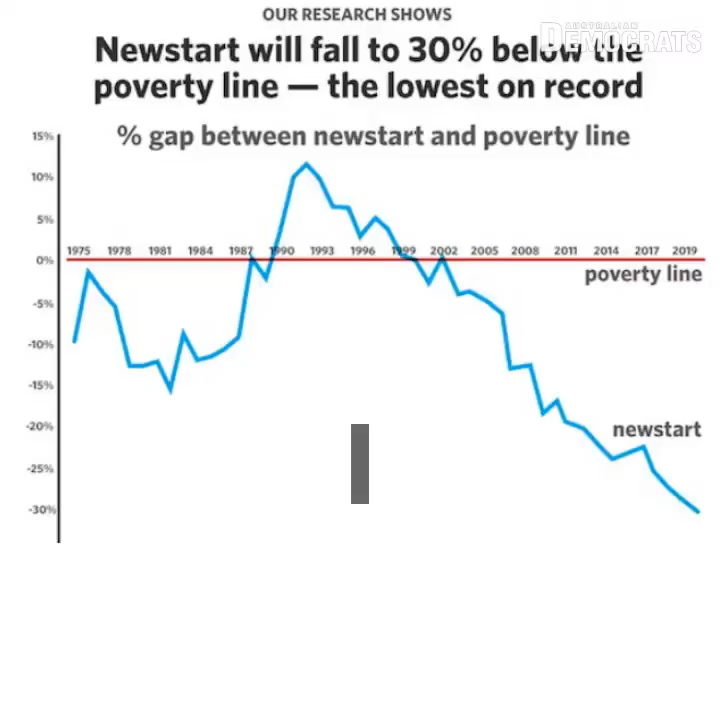 OUR RESEARCH SHOWS
AUSTRALIAN
DEMOCRATS
Newstart will fall to 30% below the
poverty line — the lowest on record
% gap between newstart and poverty line
15%
10%
5%
1975 1978 1981 1984 1987 1990 1993 1996 1999 2002 2005 2008 2011 2014 2017 2019
0%
poverty line
-5%
-10%
-15%
-20%
newstart
-25%
-30%